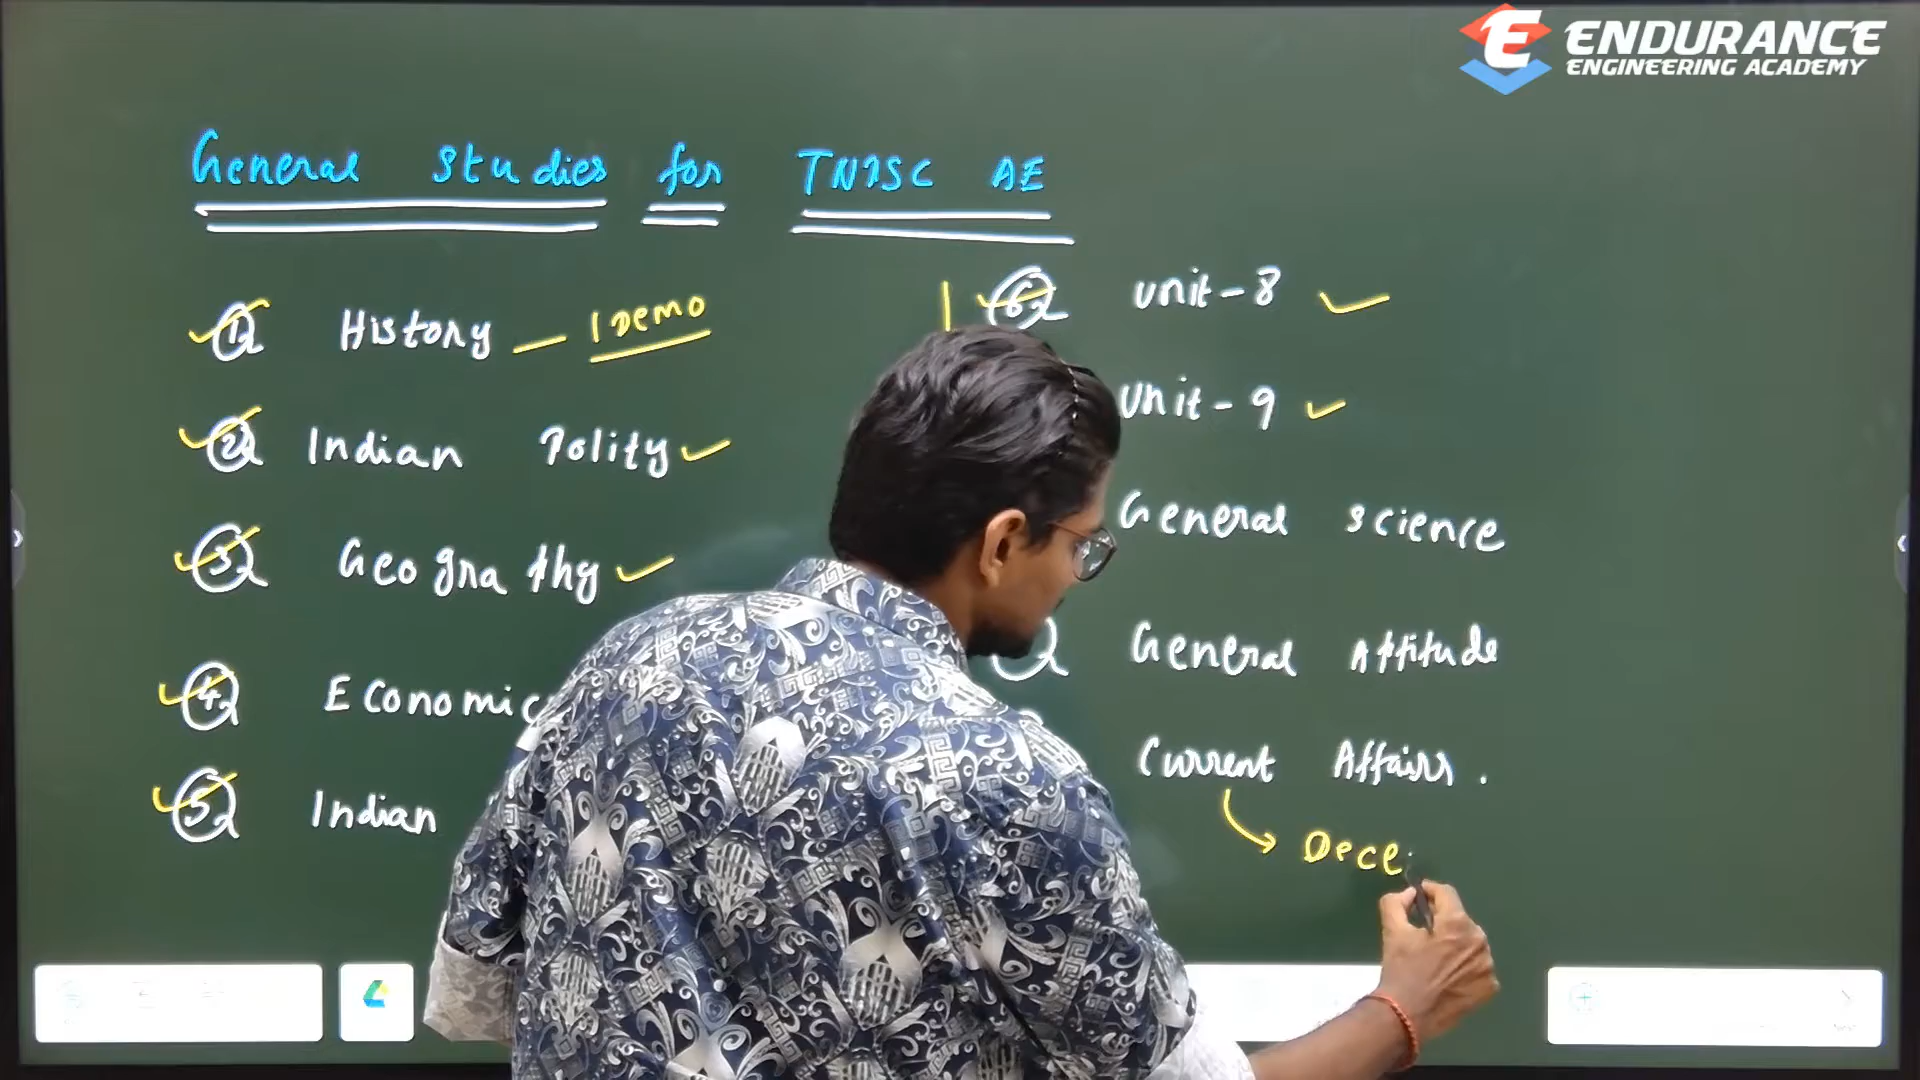 ENDURANCE
ENGINEERING ACADEMY
General Studies for TNPSC AE
1 History - 1 DEMO
2 Indian Polity
3 Geography
4 Economic
5 Indian
6 Unit-8
Unit-9
General Science
General Aptitude
Current Affairs.
Dece